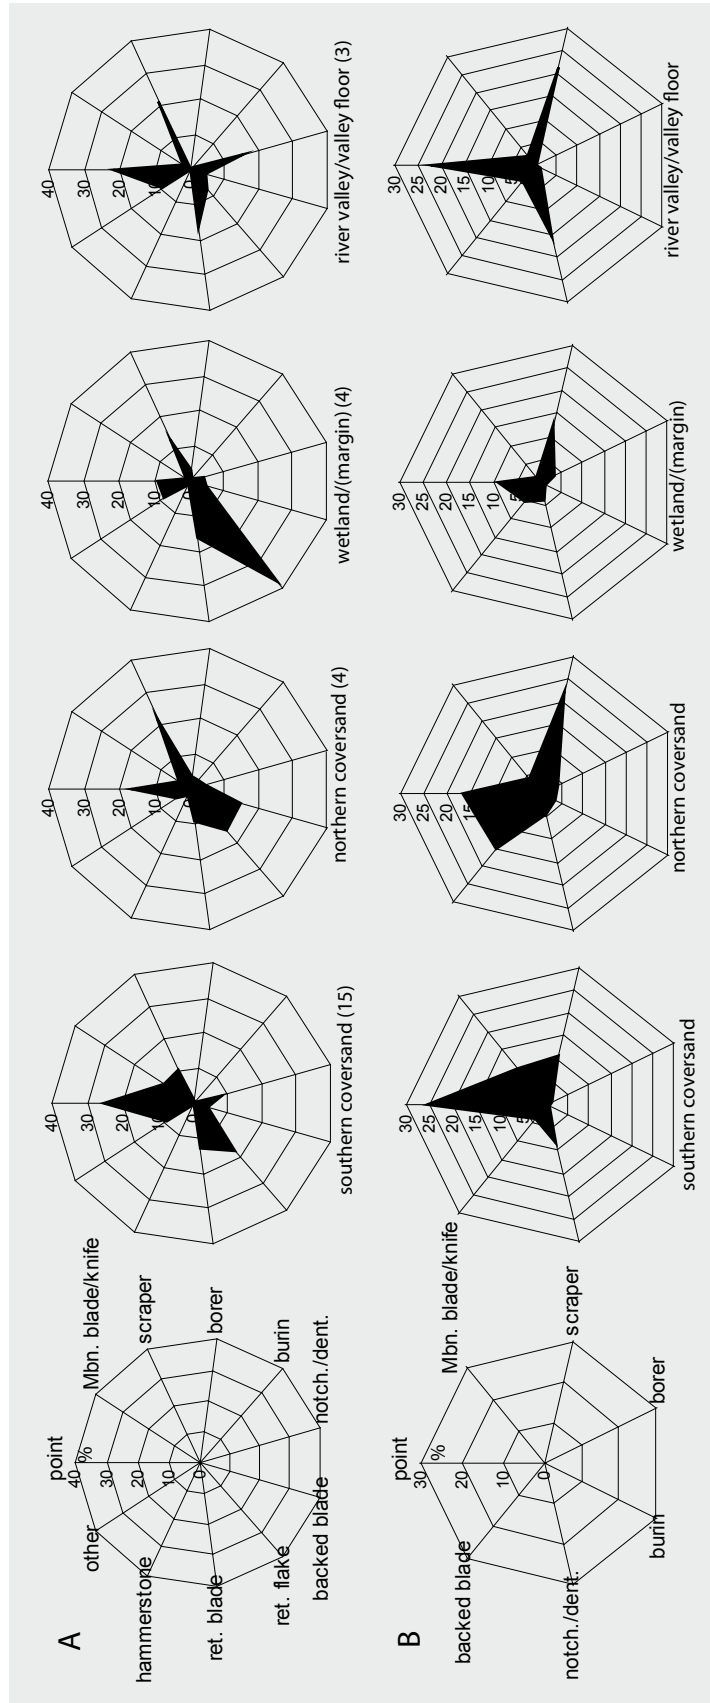 A
point
%
40
30
20
10
0
Mbn. blade/knife
scraper
borer
burin
notch./dent.
backed blade
ret. flake
ret. blade
hammerstone
other
40
30
20
10
0
southern coversand (15)
40
30
20
10
0
northern coversand (4)
40
30
20
10
0
wetland/(margin) (4)
40
30
20
10
0
river valley/valley floor (3)
B
point
%
30
20
10
0
Mbn. blade/knife
scraper
borer
burin
notch./dent.
backed blade
30
25
20
15
10
5
southern coversand
30
25
20
15
northern coversand
30
25
20
15
10
5
wetland/(margin)
30
25
20
15
10
5
river valley/valley floor